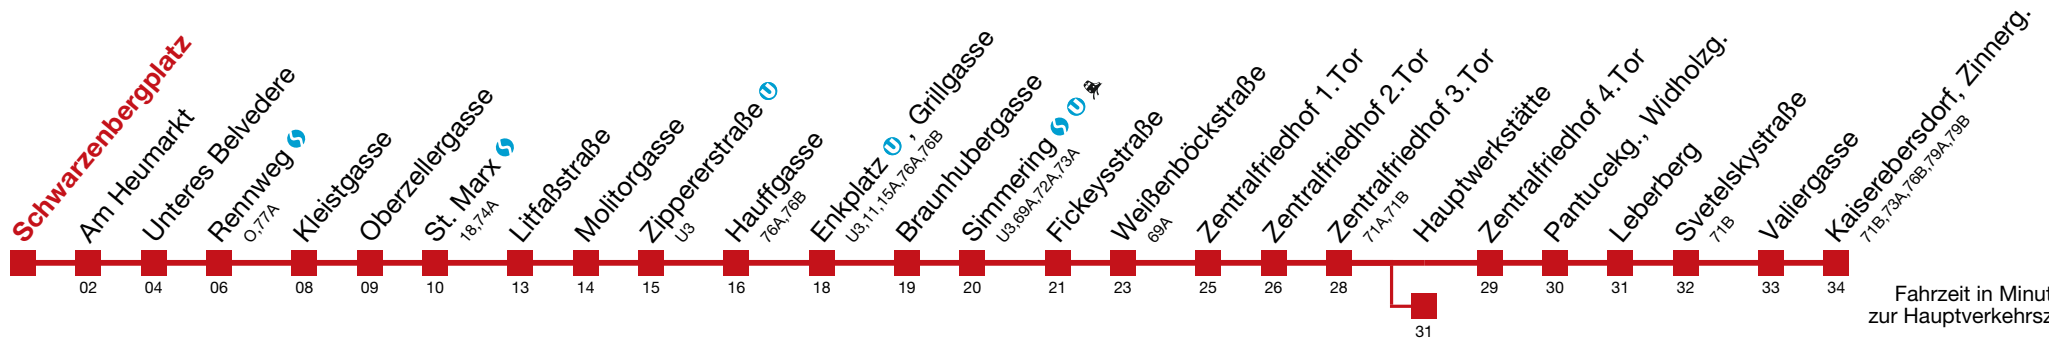 Schwarzenbergplatz
Am Heumarkt
02
Unteres Belvedere
04
Rennweg
O,77A
06
Kleistgasse
08
Oberzellergasse
09
St. Marx
18,74A
10
Litfaßstraße
13
Molitorgasse
14
Zippererstraße U
U3
15
Hauffgasse
76A,76B
16
Enkplatz U , Grillgasse
U3,11,15A,76A,76B
18
Braunhubergasse
19
Simmering U
U3,69A,72A,73A
20
Fickeysstraße
21
Weißenböckstraße
69A
23
Zentralfriedhof 1.Tor
25
Zentralfriedhof 2.Tor
26
Zentralfriedhof 3.Tor
71A,71B
28
Hauptwerkstätte
31
Zentralfriedhof 4.Tor
29
Pantucekg., Widholzg.
30
Leberberg
31
Svetelskystraße
71B
32
Valiergasse
33
Kaiserebersdorf, Zinnerg.
71B,73A,76B,79A,79B
34
Fahrzeit in Minut
zur Hauptverkehrsz